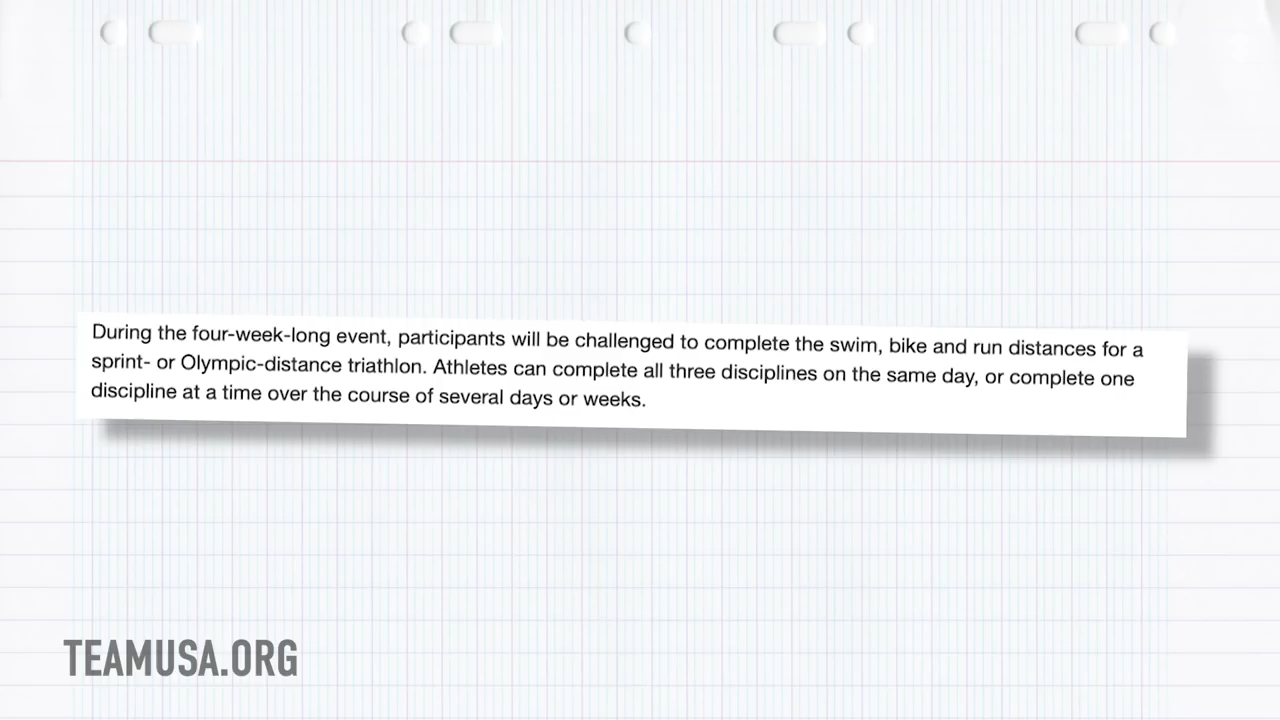 During the four-week-long event, participants will be challenged to complete the swim, bike and run distances for a
sprint- or Olympic-distance triathlon. Athletes can complete all three disciplines on the same day, or complete one
discipline at a time over the course of several days or weeks.
TEAMUSA.ORG